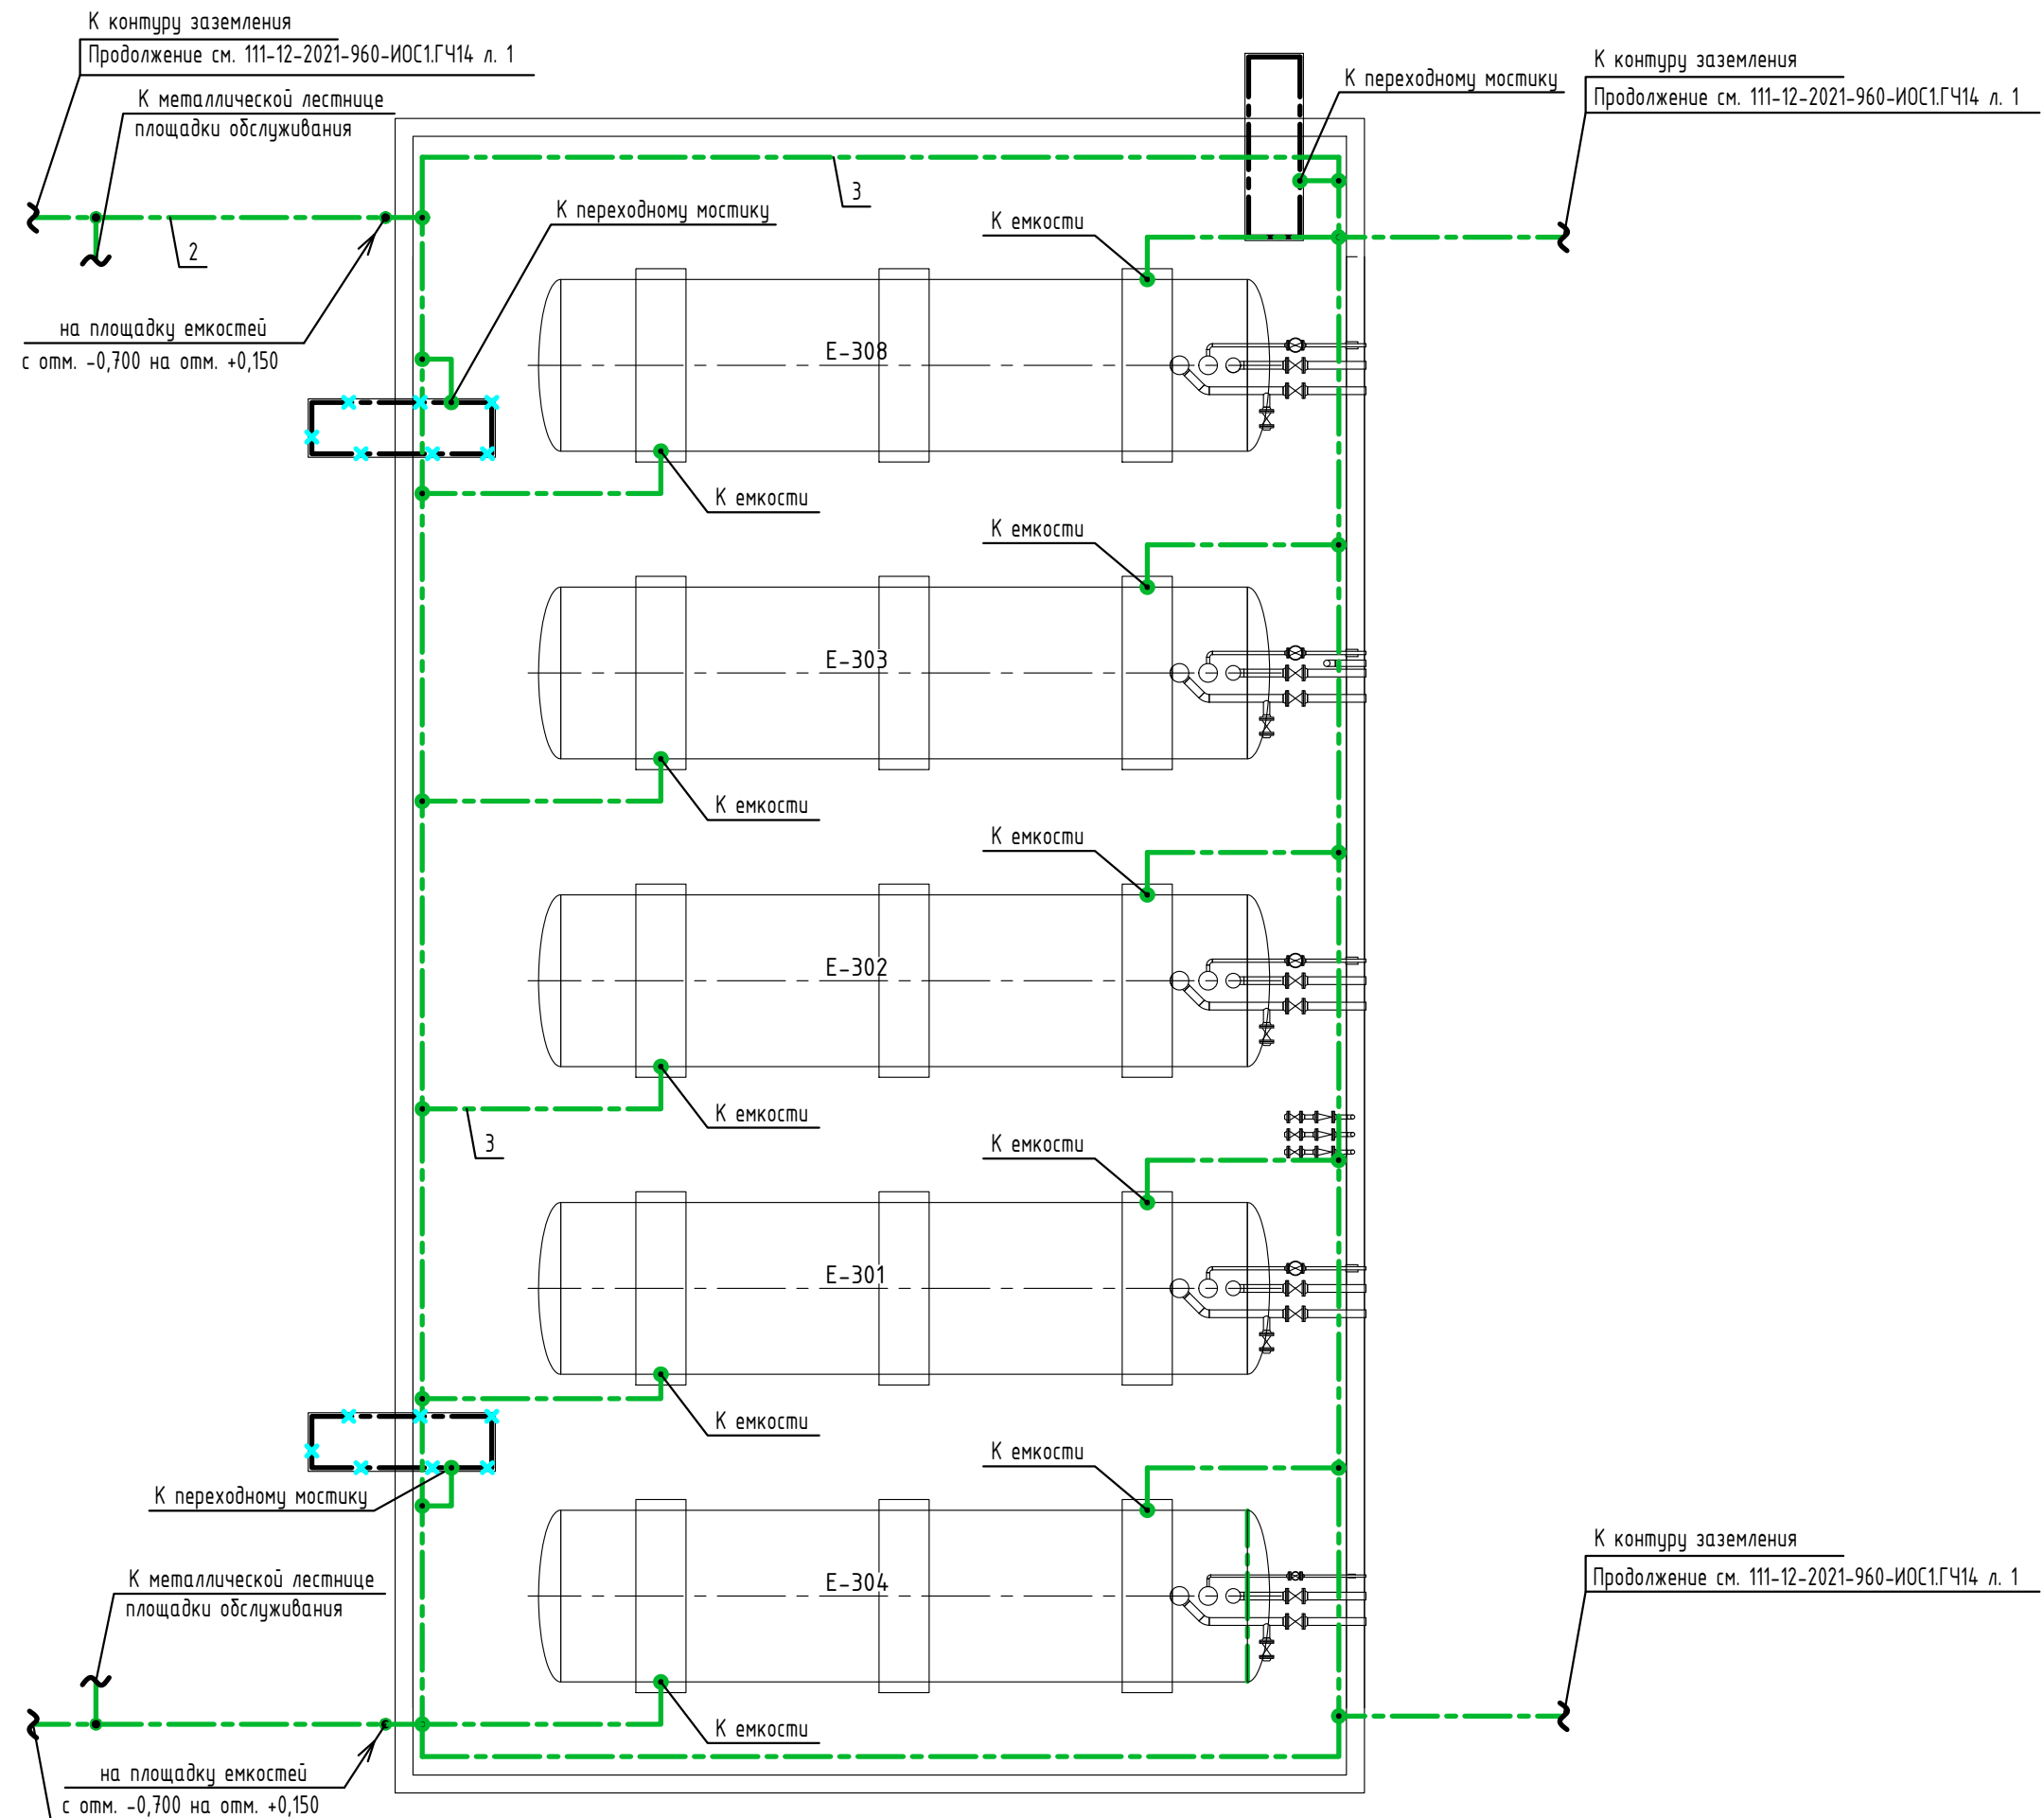 К контуру заземления
Продолжение см. 111-12-2021-960-ИОС1.ГЧ14 л. 1
К металлической лестнице
площадки обслуживания
К переходному мостику
К контуру заземления
Продолжение см. 111-12-2021-960-ИОС1.ГЧ14 л. 1
3
2
К переходному мостику
К емкости
на площадку емкостей
с отм. -0,700 на отм. +0,150
Е-308
К емкости
К емкости
Е-303
К емкости
К емкости
Е-302
К емкости
3
К емкости
Е-301
К емкости
К емкости
К переходному мостику
К металлической лестнице
площадки обслуживания
Е-304
К контуру заземления
Продолжение см. 111-12-2021-960-ИОС1.ГЧ14 л. 1
К емкости
на площадку емкостей
с отм. -0,700 на отм. +0,150